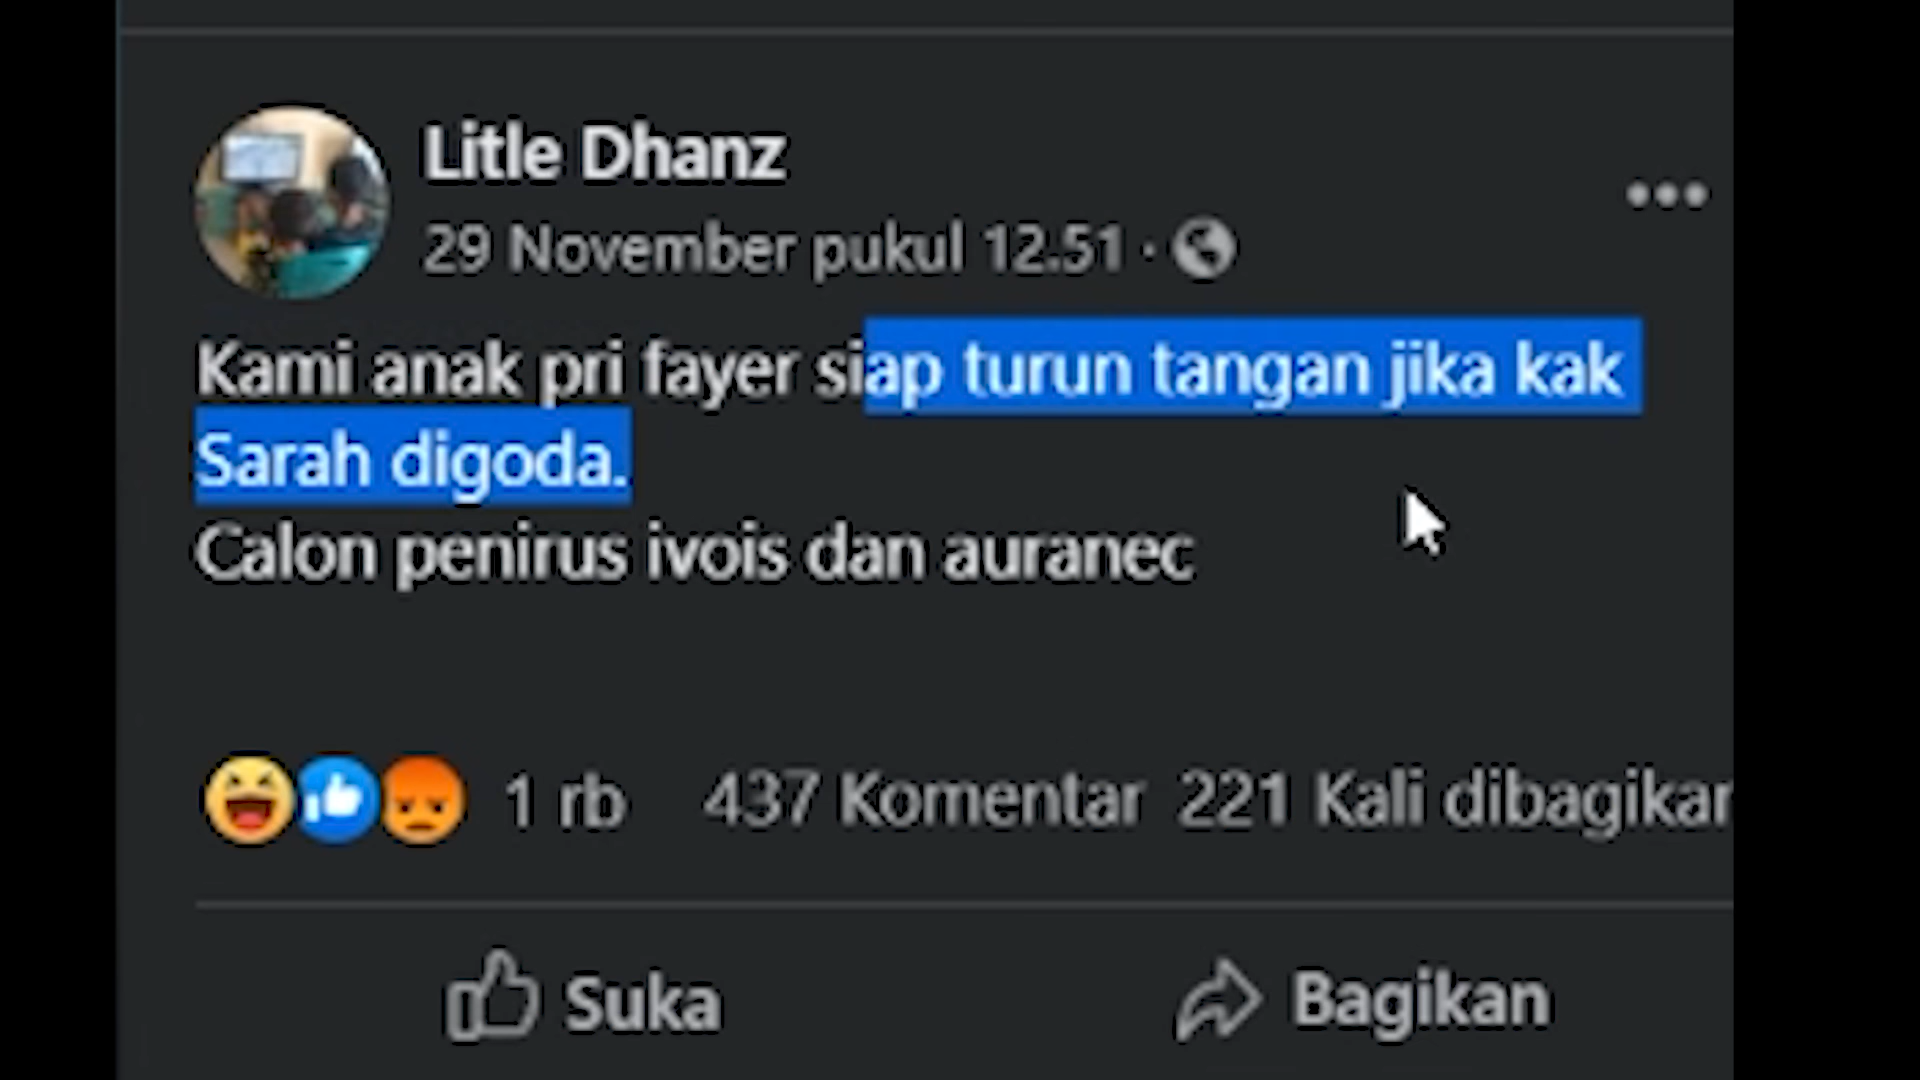 Litle Dhanz
29 November pukul 12.51 ·
Kami anak pri fayer siap turun tangan jika kak
Sarah digoda.
Calon penirus ivois dan auranec
1 rb 437 Komentar 221 Kali dibagikan
Suka Bagikan